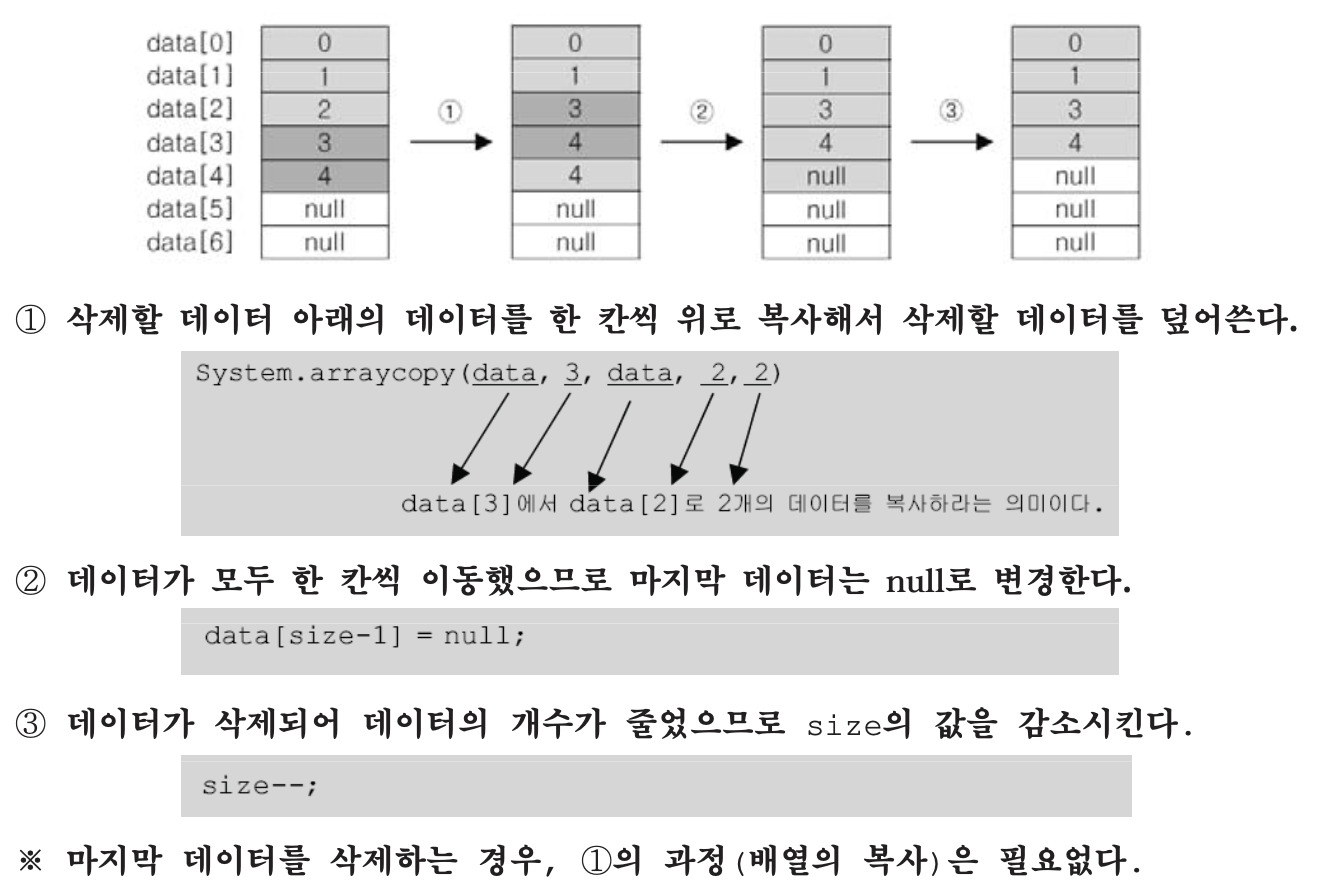 data[0] 0 0 0 0
data[1] 1 1 1 1
data[2] 2 ① 3 ② 3 ③ 3
data[3] 3 4 4 4
data[4] 4 4 null null
data[5] null null null null
data[6] null null null null
① 삭제할 데이터 아래의 데이터를 한 칸씩 위로 복사해서 삭제할 데이터를 덮어쓴다.
System.arraycopy(data, 3, data, 2, 2)
data[3]에서 data[2]로 2개의 데이터를 복사하라는 의미이다.
② 데이터가 모두 한 칸씩 이동했으므로 마지막 데이터는 null로 변경한다.
data[size-1] = null;
③ 데이터가 삭제되어 데이터의 개수가 줄었으므로 size의 값을 감소시킨다.
size--;
※ 마지막 데이터를 삭제하는 경우, ①의 과정(배열의 복사)은 필요없다.